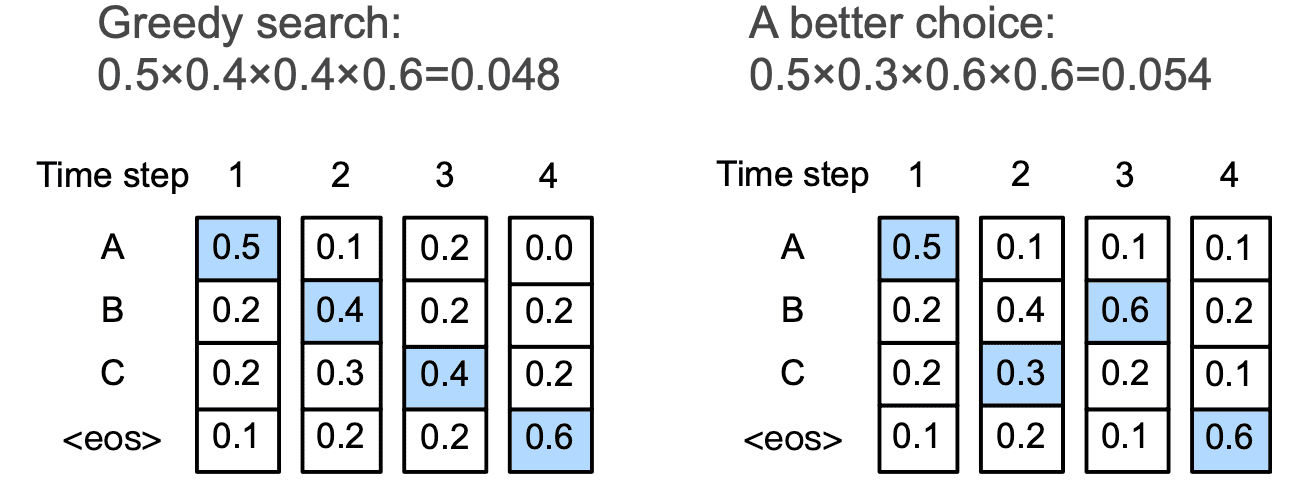 Greedy search:
0.5×0.4×0.4×0.6=0.048
Time step 1 2 3 4
A 0.5 0.1 0.2 0.0
B 0.2 0.4 0.2 0.2
C 0.2 0.3 0.4 0.2
<eos> 0.1 0.2 0.2 0.6
A better choice:
0.5×0.3×0.6×0.6=0.054
Time step 1 2 3 4
A 0.5 0.1 0.1 0.1
B 0.2 0.4 0.6 0.2
C 0.2 0.3 0.2 0.1
<eos> 0.1 0.2 0.1 0.6